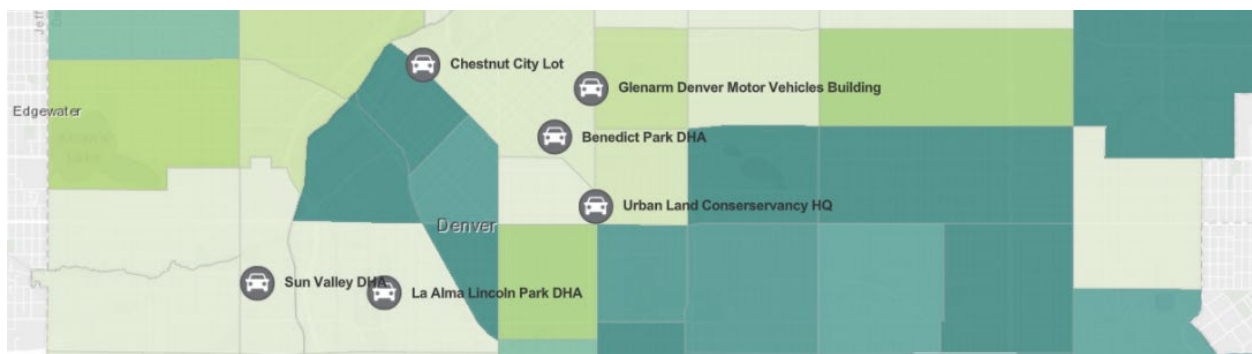 Chestnut City Lot
Glenarm Denver Motor Vehicles Building
Edgewater
Benedict Park DHA
Urban Land Conserservancy HQ
Denver
Sun Valley DHA
La Alma Lincoln Park DHA